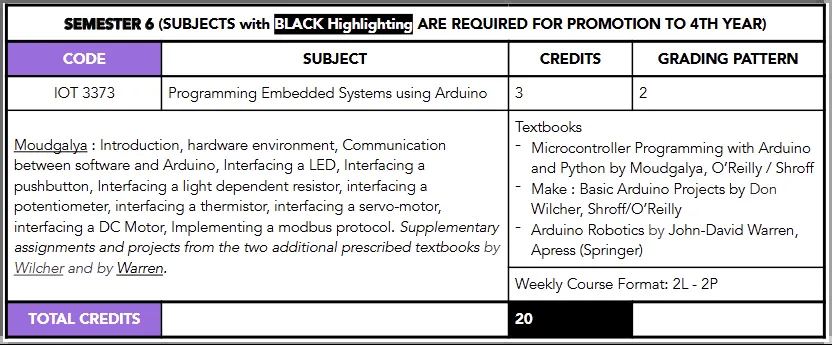 SEMESTER 6 (SUBJECTS with BLACK Highlighting ARE REQUIRED FOR PROMOTION TO 4TH YEAR)
CODE SUBJECT CREDITS GRADING PATTERN
IOT 3373 Programming Embedded Systems using Arduino 3 2
Moudgalya : Introduction, hardware environment, Communication
between software and Arduino, Interfacing a LED, Interfacing a
pushbutton, Interfacing a light dependent resistor, interfacing a
potentiometer, interfacing a thermistor, interfacing a servo-motor,
interfacing a DC Motor, Implementing a modbus protocol. Supplementary
assignments and projects from the two additional prescribed textbooks by
Wilcher and by Warren.
Textbooks
- Microcontroller Programming with Arduino
and Python by Moudgalya, O'Reilly / Shroff
- Make : Basic Arduino Projects by Don
Wilcher, Shroff/O'Reilly
- Arduino Robotics by John-David Warren,
Apress (Springer)
Weekly Course Format: 2L - 2P
TOTAL CREDITS 20